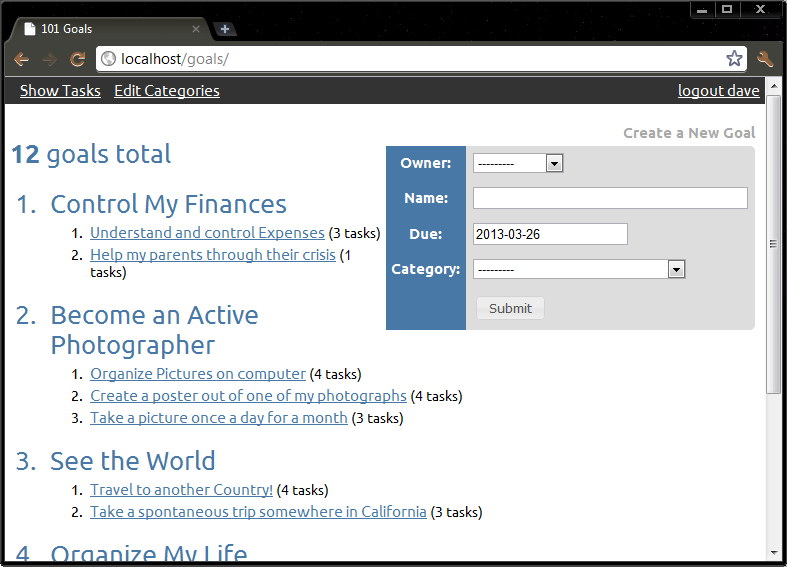 101 Goals
localhost/goals/
Show Tasks Edit Categories logout dave
Create a New Goal
12 goals total
Owner: ---------
Name:
Due: 2013-03-26
Category: ---------
Submit
1. Control My Finances
1. Understand and control Expenses (3 tasks)
2. Help my parents through their crisis (1
tasks)
2. Become an Active
Photographer
1. Organize Pictures on computer (4 tasks)
2. Create a poster out of one of my photographs (4 tasks)
3. Take a picture once a day for a month (3 tasks)
3. See the World
1. Travel to another Country! (4 tasks)
2. Take a spontaneous trip somewhere in California (3 tasks)
4. Organize My Life